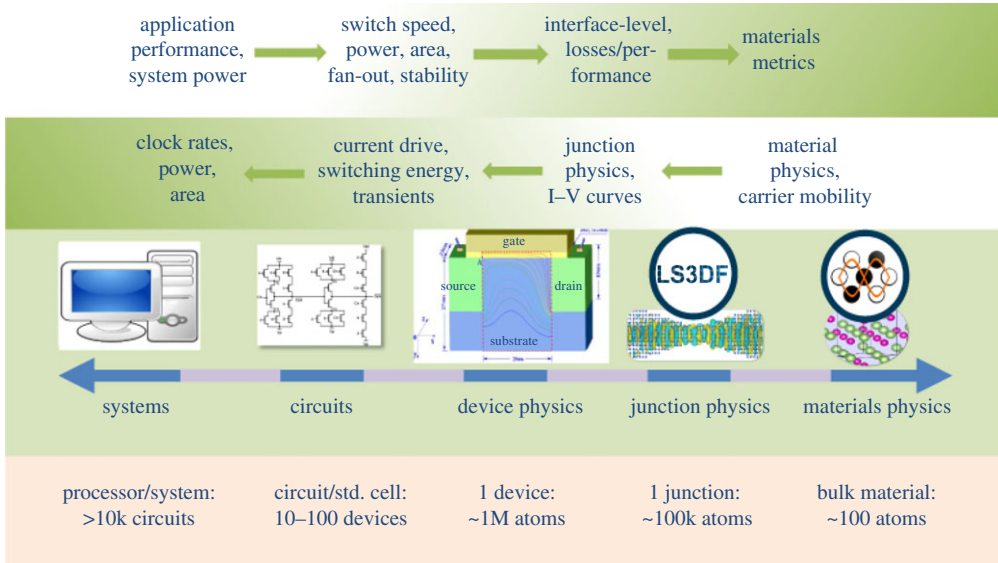 application
performance,
system power
switch speed,
power, area,
fan-out, stability
interface-level,
losses/per-
formance
materials
metrics
clock rates,
power,
area
current drive,
switching energy,
transients
junction
physics,
I–V curves
material
physics,
carrier mobility
gate
source
drain
substrate
LS3DF
systems
circuits
device physics
junction physics
materials physics
processor/system:
>10k circuits
circuit/std. cell:
10–100 devices
1 device:
~1M atoms
1 junction:
~100k atoms
bulk material:
~100 atoms